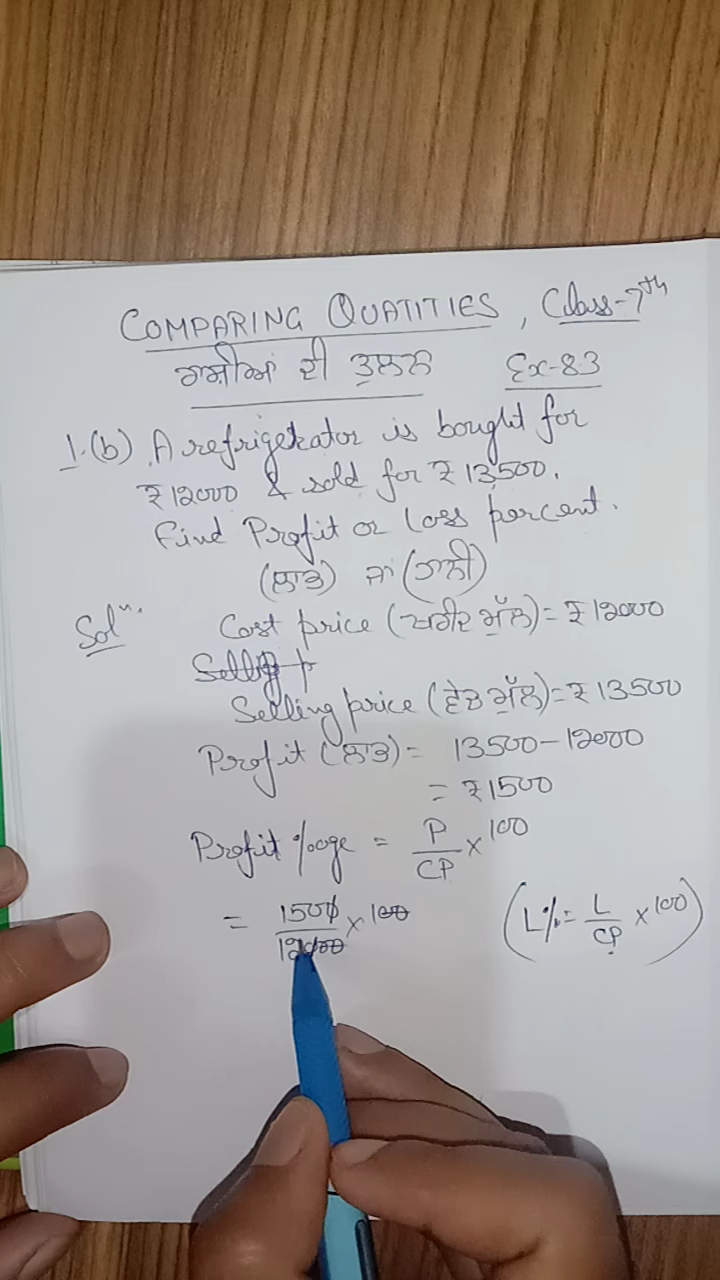 COMPARING QUATITIES, Class-7th
ਰਾਸ਼ੀਆਂ ਦੀ ਤੁਲਨਾ Ex-8.3
1.(b) A refrigerator is bought for
₹12000 & sold for ₹13,500.
Find Profit or Loss percent.
(ਲਾਭ) ਜਾਂ (ਹਾਨੀ)
Solⁿ. Cost price (ਖਰੀਦ ਮੁੱਲ) = ₹12000
Selling price (ਵੇਚ ਮੁੱਲ) = ₹13500
Profit (ਲਾਭ) = 13500-12000
= ₹1500
Profit %age = P/CP × 100
= 1500/12000 × 100 (L% = L/CP × 100)